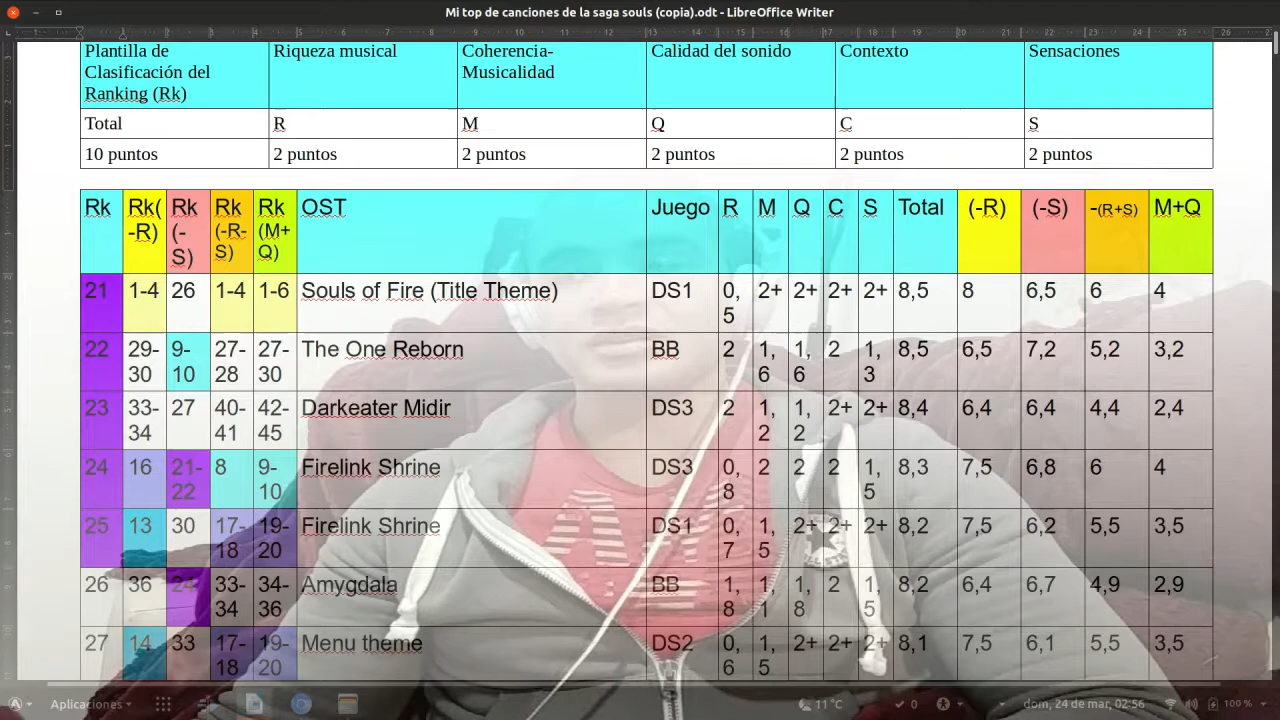 Mi top de canciones de la saga souls (copia).odt - LibreOffice Writer
Plantilla de Clasificación del Ranking (Rk) Riqueza musical Coherencia-Musicalidad Calidad del sonido Contexto Sensaciones
Total R M Q C S
10 puntos 2 puntos 2 puntos 2 puntos 2 puntos 2 puntos
Rk Rk(-R) Rk (-S) Rk (-R-S) Rk (M+Q) OST Juego R M Q C S Total (-R) (-S) -(R+S) M+Q
21 1-4 26 1-4 1-6 Souls of Fire (Title Theme) DS1 0,5 2+ 2+ 2+ 2+ 8,5 8 6,5 6 4
22 29-30 9-10 27-28 27-30 The One Reborn BB 2 1,6 1,6 2 1,3 8,5 6,5 7,2 5,2 3,2
23 33-34 27 40-41 42-45 Darkeater Midir DS3 2 1,2 1,2 2+ 2+ 8,4 6,4 6,4 4,4 2,4
24 16 21-22 8 9-10 Firelink Shrine DS3 0,8 2 2 2 1,5 8,3 7,5 6,8 6 4
25 13 30 17-18 19-20 Firelink Shrine DS1 0,7 1,5 2+ 2+ 2+ 8,2 7,5 6,2 5,5 3,5
26 36 24 33-34 34-36 Amygdala BB 1,8 1,1 1,8 2 1,5 8,2 6,4 6,7 4,9 2,9
27 14 33 17-18 19-20 Menu theme DS2 0,6 1,5 2+ 2+ 2+ 8,1 7,5 6,1 5,5 3,5
Aplicaciones 11 °C 0 dom, 24 de mar, 02:56 100 %